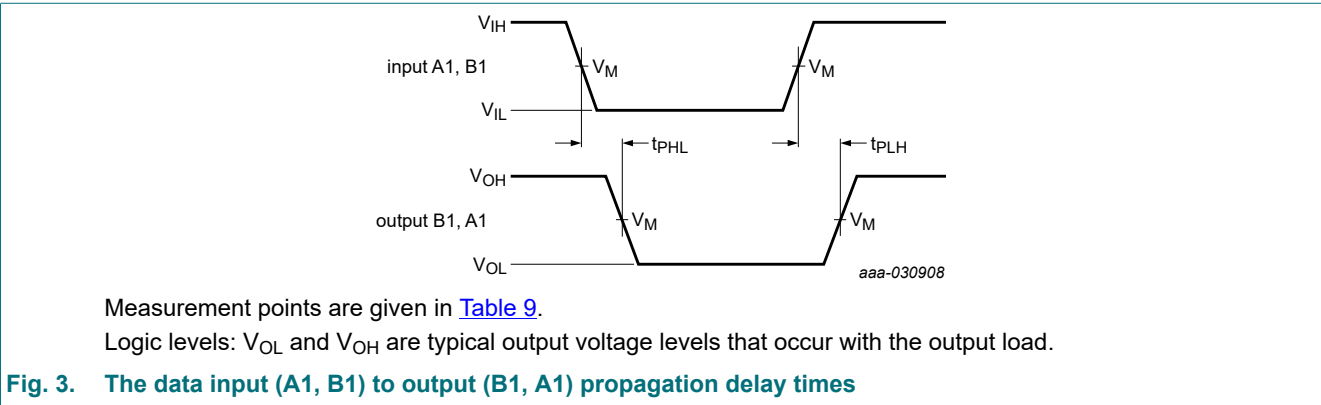 VIH
input A1, B1
VM
VM
VIL
tPHL
tPLH
VOH
output B1, A1
VM
VM
VOL
aaa-030908
Measurement points are given in Table 9.
Logic levels: VOL and VOH are typical output voltage levels that occur with the output load.
Fig. 3. The data input (A1, B1) to output (B1, A1) propagation delay times